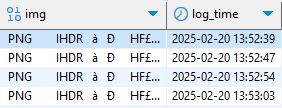 img log_time
PNG IHDR à Ð HF£... 2025-02-20 13:52:39
PNG IHDR à Ð HF£... 2025-02-20 13:52:47
PNG IHDR à Ð HF£... 2025-02-20 13:52:54
PNG IHDR à Ð HF£... 2025-02-20 13:53:03